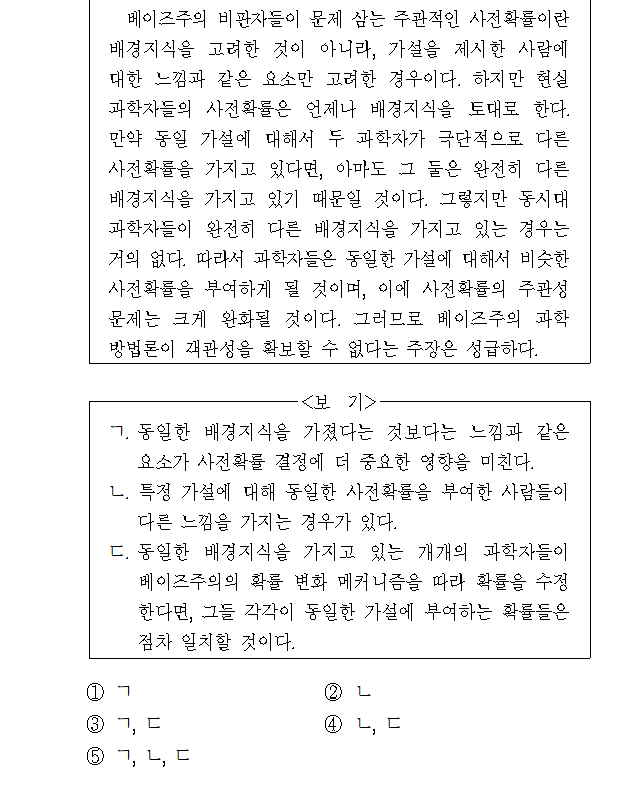 베이즈주의 비판자들이 문제 삼는 주관적인 사전확률이란
배경지식을 고려한 것이 아니라, 가설을 제시한 사람에
대한 느낌과 같은 요소만 고려한 경우이다. 하지만 현실
과학자들의 사전확률은 언제나 배경지식을 토대로 한다.
만약 동일 가설에 대해서 두 과학자가 극단적으로 다른
사전확률을 가지고 있다면, 아마도 그 둘은 완전히 다른
배경지식을 가지고 있기 때문일 것이다. 그렇지만 동시대
과학자들이 완전히 다른 배경지식을 가지고 있는 경우는
거의 없다. 따라서 과학자들은 동일한 가설에 대해서 비슷한
사전확률을 부여하게 될 것이며, 이에 사전확률의 주관성
문제는 크게 완화될 것이다. 그러므로 베이즈주의 과학
방법론이 객관성을 확보할 수 없다는 주장은 성급하다.
<보 기>
ㄱ. 동일한 배경지식을 가졌다는 것보다는 느낌과 같은
요소가 사전확률 결정에 더 중요한 영향을 미친다.
ㄴ. 특정 가설에 대해 동일한 사전확률을 부여한 사람들이
다른 느낌을 가지는 경우가 있다.
ㄷ. 동일한 배경지식을 가지고 있는 개개의 과학자들이
베이즈주의의 확률 변화 메커니즘을 따라 확률을 수정
한다면, 그들 각각이 동일한 가설에 부여하는 확률들은
점차 일치할 것이다.
① ㄱ ② ㄴ
③ ㄱ, ㄷ ④ ㄴ, ㄷ
⑤ ㄱ, ㄴ, ㄷ